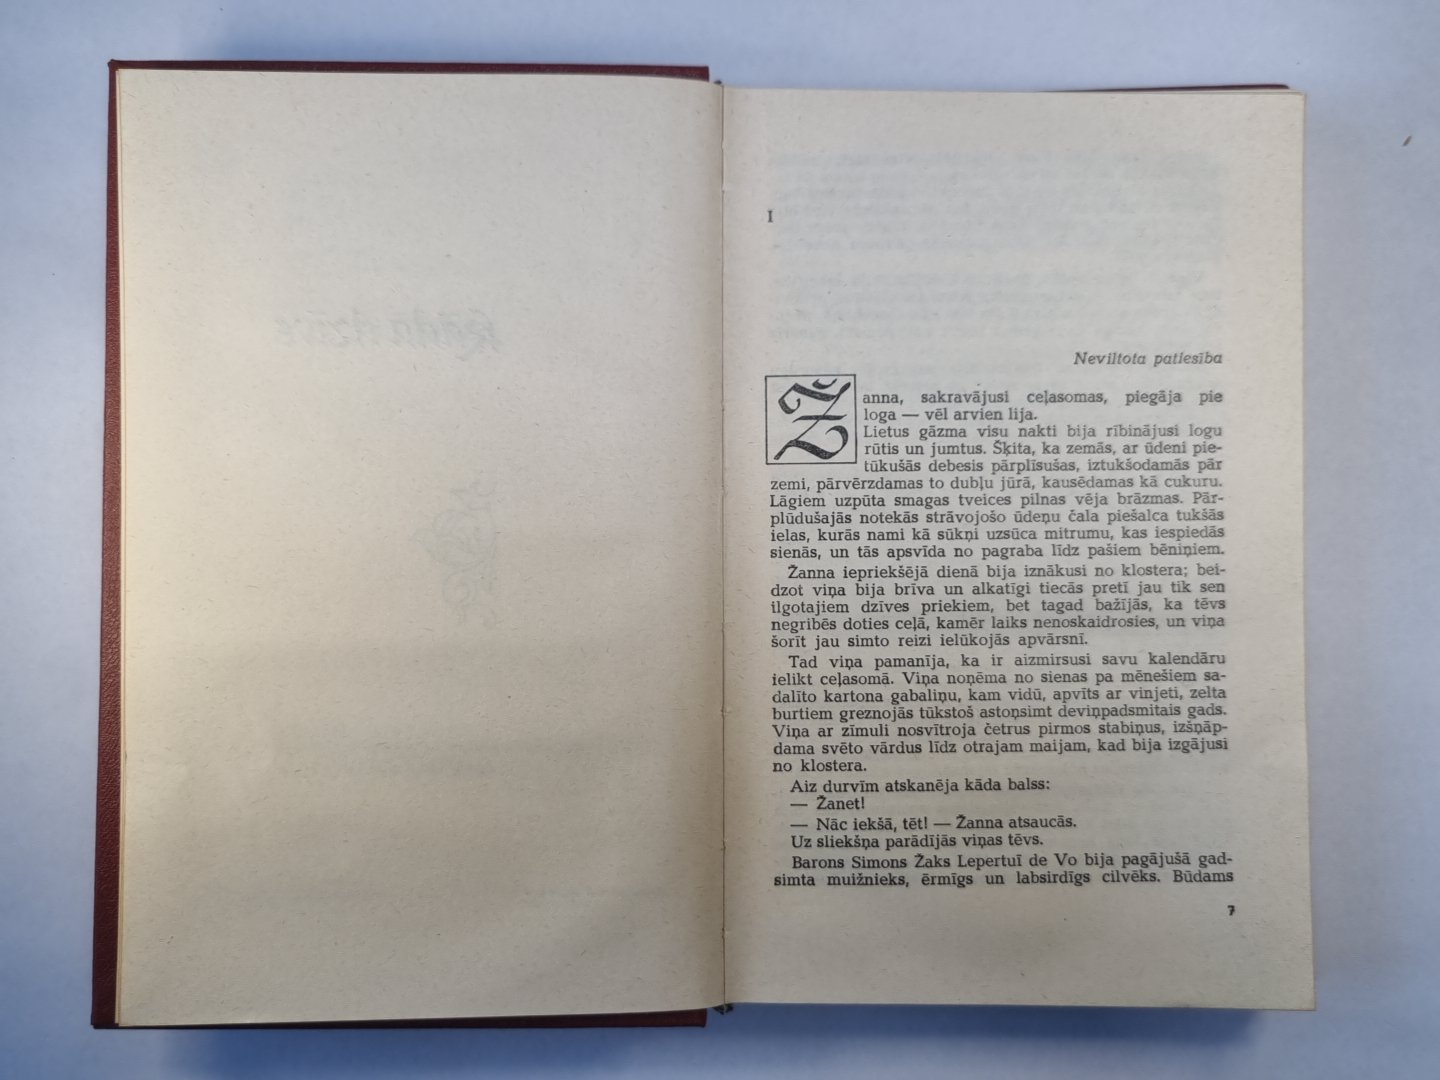 I
Neviltota patiesība
Žanna, sakravājusi ceļasomas, piegāja pie
loga — vēl arvien lija.
Lietus gāzma visu nakti bija rībinājusi logu
rūtis un jumtus. Šķita, ka zemās, ar ūdeni pie-
tūkušās debesis pārplīsušas, iztukšodamās pār
zemi, pārvērzdamas to dubļu jūrā, kausēdamas kā cukuru.
Lāgiem uzpūta smagas tveices pilnas vēja brāzmas. Pār-
plūdušajās notekās strāvojošo ūdeņu čala piešalca tukšās
ielas, kurās nami kā sūkņi uzsūca mitrumu, kas iespiedās
sienās, un tās apsvīda no pagraba līdz pašiem bēniņiem.
Žanna iepriekšējā dienā bija iznākusi no klostera; bei-
dzot viņa bija brīva un alkatīgi tiecās pretī jau tik sen
ilgotajiem dzīves priekiem, bet tagad bažījās, ka tēvs
negribēs doties ceļā, kamēr laiks nenoskaidrosies, un viņa
šorīt jau simto reizi ielūkojās apvārsnī.
Tad viņa pamanīja, ka ir aizmirsusi savu kalendāru
ielikt ceļasomā. Viņa noņēma no sienas pa mēnešiem sa-
dalīto kartona gabaliņu, kam vidū, apvīts ar vinjeti, zelta
burtiem greznojās tūkstoš astoņsimt deviņpadsmitais gads.
Viņa ar zīmuli nosvītroja četrus pirmos stabiņus, izšņāp-
dama svēto vārdus līdz otrajam maijam, kad bija izgājusi
no klostera.
Aiz durvīm atskanēja kāda balss:
— Žanet!
— Nāc iekšā, tēt! — Žanna atsaucās.
Uz sliekšņa parādījās viņas tēvs.
Barons Simons Žaks Lepertuī de Vo bija pagājušā gad-
simta muižnieks, ērmīgs un labsirdīgs cilvēks. Būdams
7